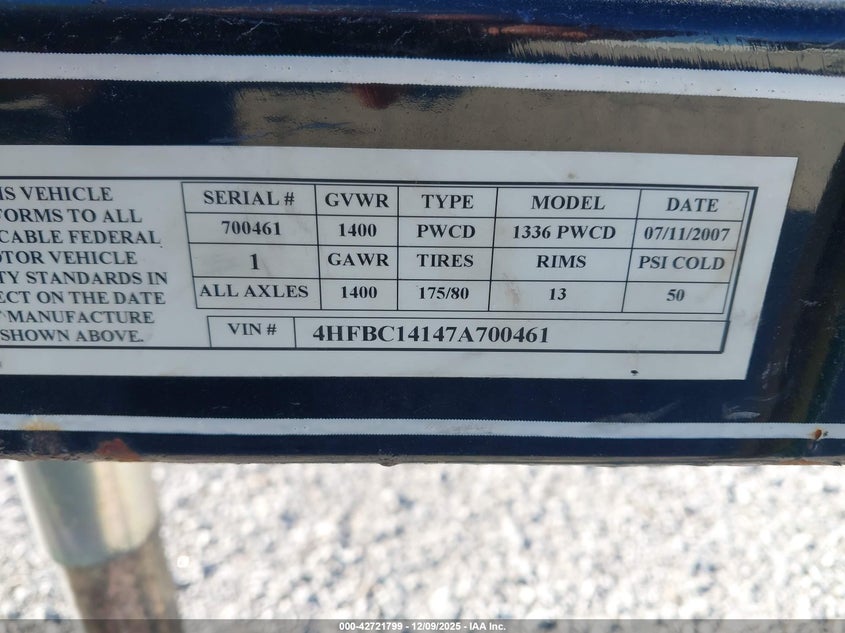 IS VEHICLE
FORMS TO ALL
CABLE FEDERAL
OTOR VEHICLE
TY STANDARDS IN
ECT ON THE DATE
MANUFACTURE
SHOWN ABOVE.
SERIAL # GVWR TYPE MODEL DATE
700461 1400 PWCD 1336 PWCD 07/11/2007
1 GAWR TIRES RIMS PSI COLD
ALL AXLES 1400 175/80 13 50
VIN # 4HFBC14147A700461
000-42721799 — 12/09/2025 — IAA Inc.